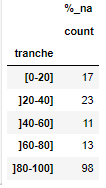 %_na
count
tranche
[0-20] 17
]20-40] 23
]40-60] 11
]60-80] 13
]80-100] 98